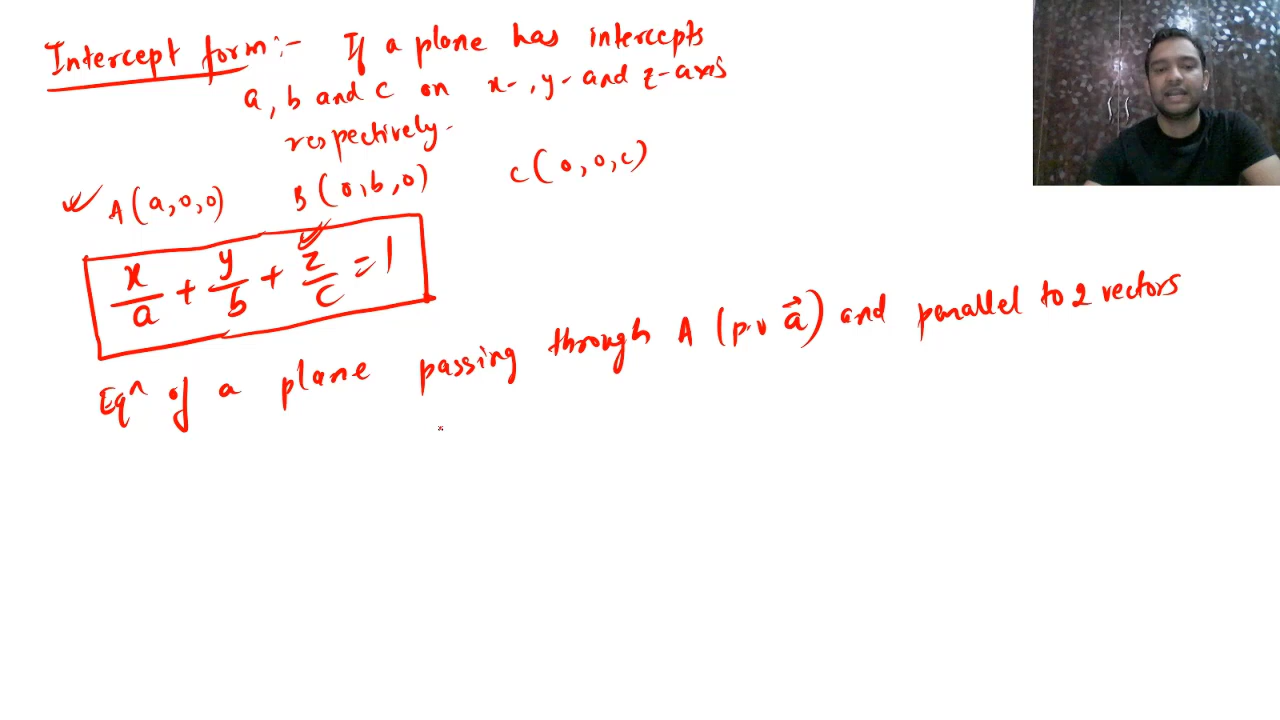 Intercept form:- If a plane has intercepts
a, b and c on x-, y- and z-axis
respectively.
A(a,0,0) B(0,b,0) C(0,0,c)
x/a + y/b + z/c = 1
Eqⁿ of a plane passing through A (p.v a⃗) and parallel to 2 vectors